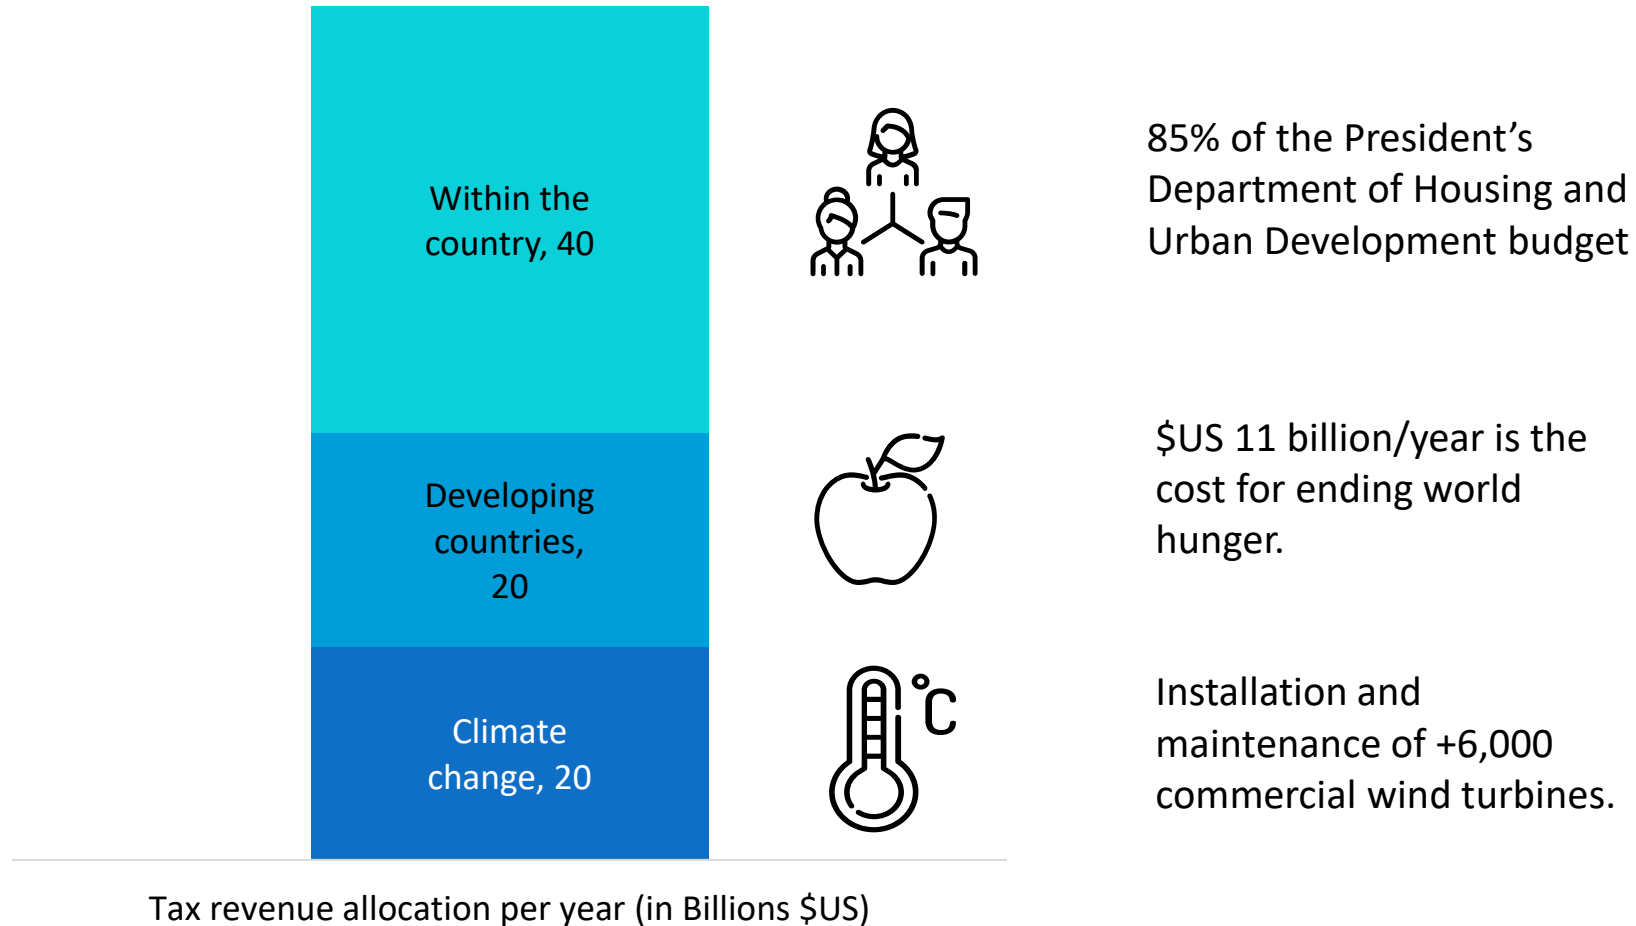 Within the
country, 40
85% of the President’s
Department of Housing and
Urban Development budget
Developing
countries,
20
$US 11 billion/year is the
cost for ending world
hunger.
Climate
change, 20
°C
Installation and
maintenance of +6,000
commercial wind turbines.
Tax revenue allocation per year (in Billions $US)